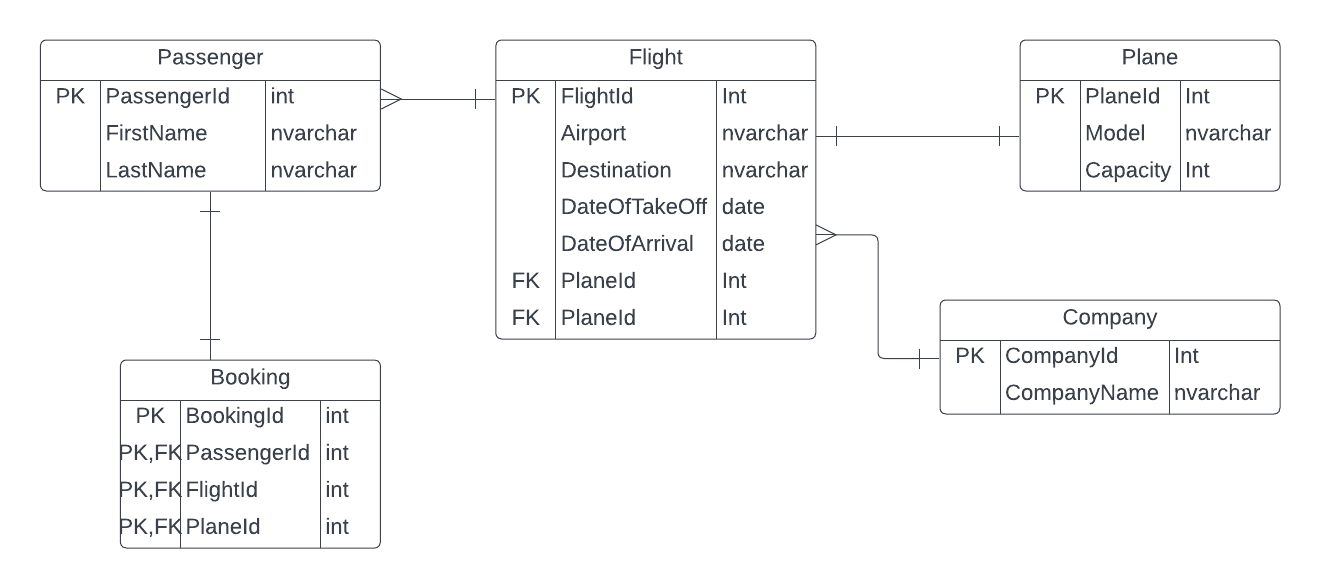 Passenger
PK PassengerId int
FirstName nvarchar
LastName nvarchar
Flight
PK FlightId Int
Airport nvarchar
Destination nvarchar
DateOfTakeOff date
DateOfArrival date
FK PlaneId Int
FK PlaneId Int
Plane
PK PlaneId Int
Model nvarchar
Capacity Int
Company
PK CompanyId Int
CompanyName nvarchar
Booking
PK BookingId int
PK,FK PassengerId int
PK,FK FlightId int
PK,FK PlaneId int